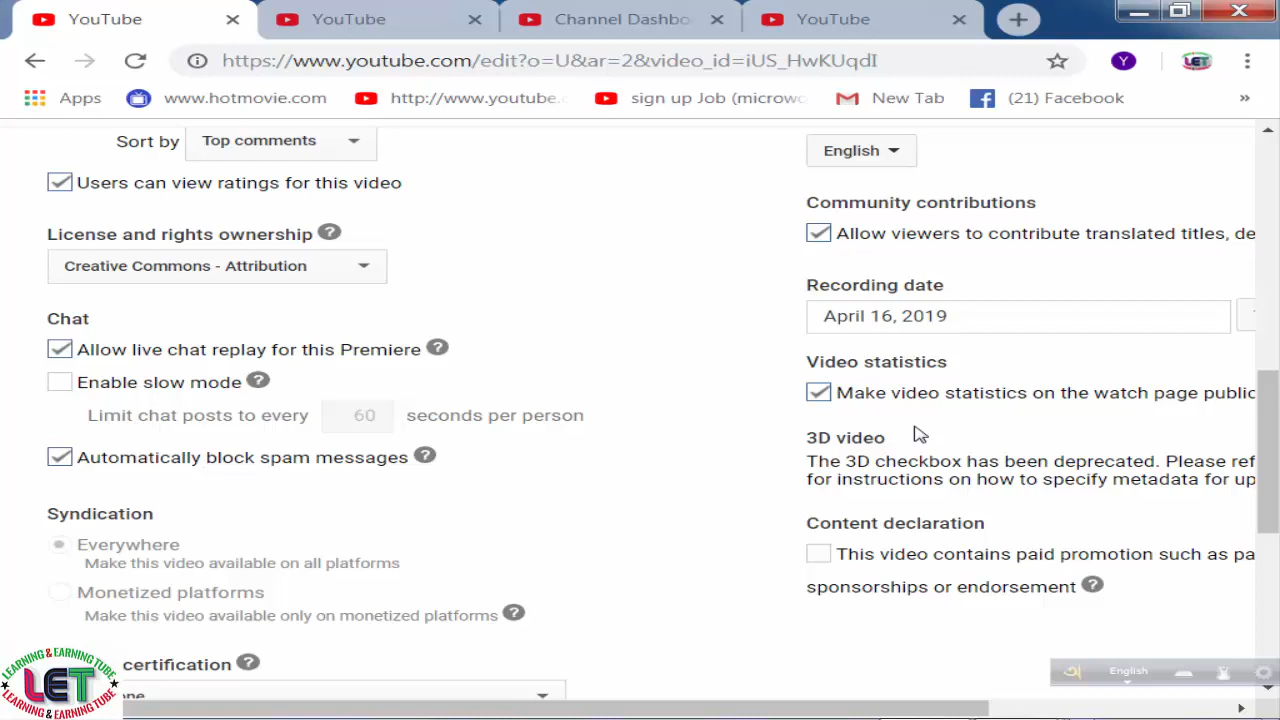 YouTube
YouTube
Channel Dashbo
YouTube
https://www.youtube.com/edit?o=U&ar=2&video_id=iUS_HwKUqdI
Y
LET
Apps
www.hotmovie.com
http://www.youtube.
sign up Job (microwo
New Tab
(21) Facebook
»
Sort by
Top comments
Users can view ratings for this video
License and rights ownership ?
Creative Commons - Attribution
Chat
Allow live chat replay for this Premiere ?
Enable slow mode ?
Limit chat posts to every 60 seconds per person
Automatically block spam messages ?
Syndication
Everywhere
Make this video available on all platforms
Monetized platforms
Make this video available only on monetized platforms ?
certification ?
one
English
Community contributions
Allow viewers to contribute translated titles, de
Recording date
April 16, 2019
Video statistics
Make video statistics on the watch page public
3D video
The 3D checkbox has been deprecated. Please ref
for instructions on how to specify metadata for up
Content declaration
This video contains paid promotion such as pa
sponsorships or endorsement ?
English
LEARNING & EARNING TUBE
LET
LEARNING & EARNING TUBE